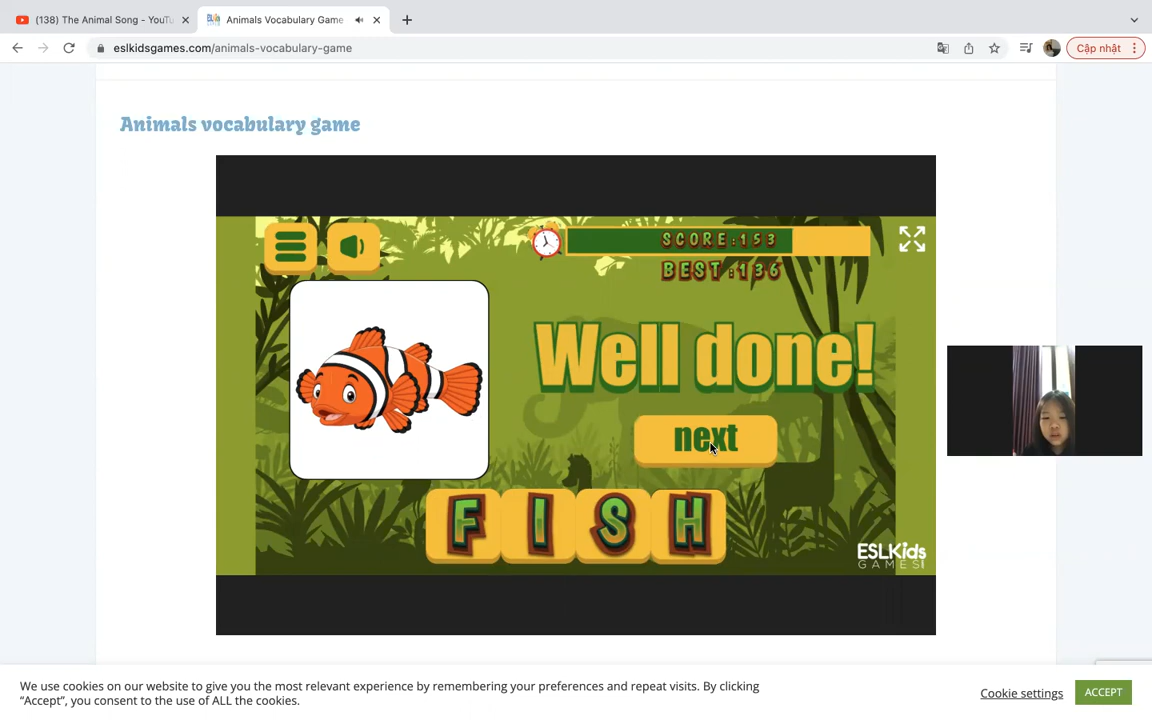 (138) The Animal Song - YouTu
Animals Vocabulary Game
eslkidsgames.com/animals-vocabulary-game
Cập nhật
Animals vocabulary game
SCORE:153
BEST:136
Well done!
next
FISH
ESLKids
GAMES
We use cookies on our website to give you the most relevant experience by remembering your preferences and repeat visits. By clicking
“Accept”, you consent to the use of ALL the cookies.
Cookie settings
ACCEPT